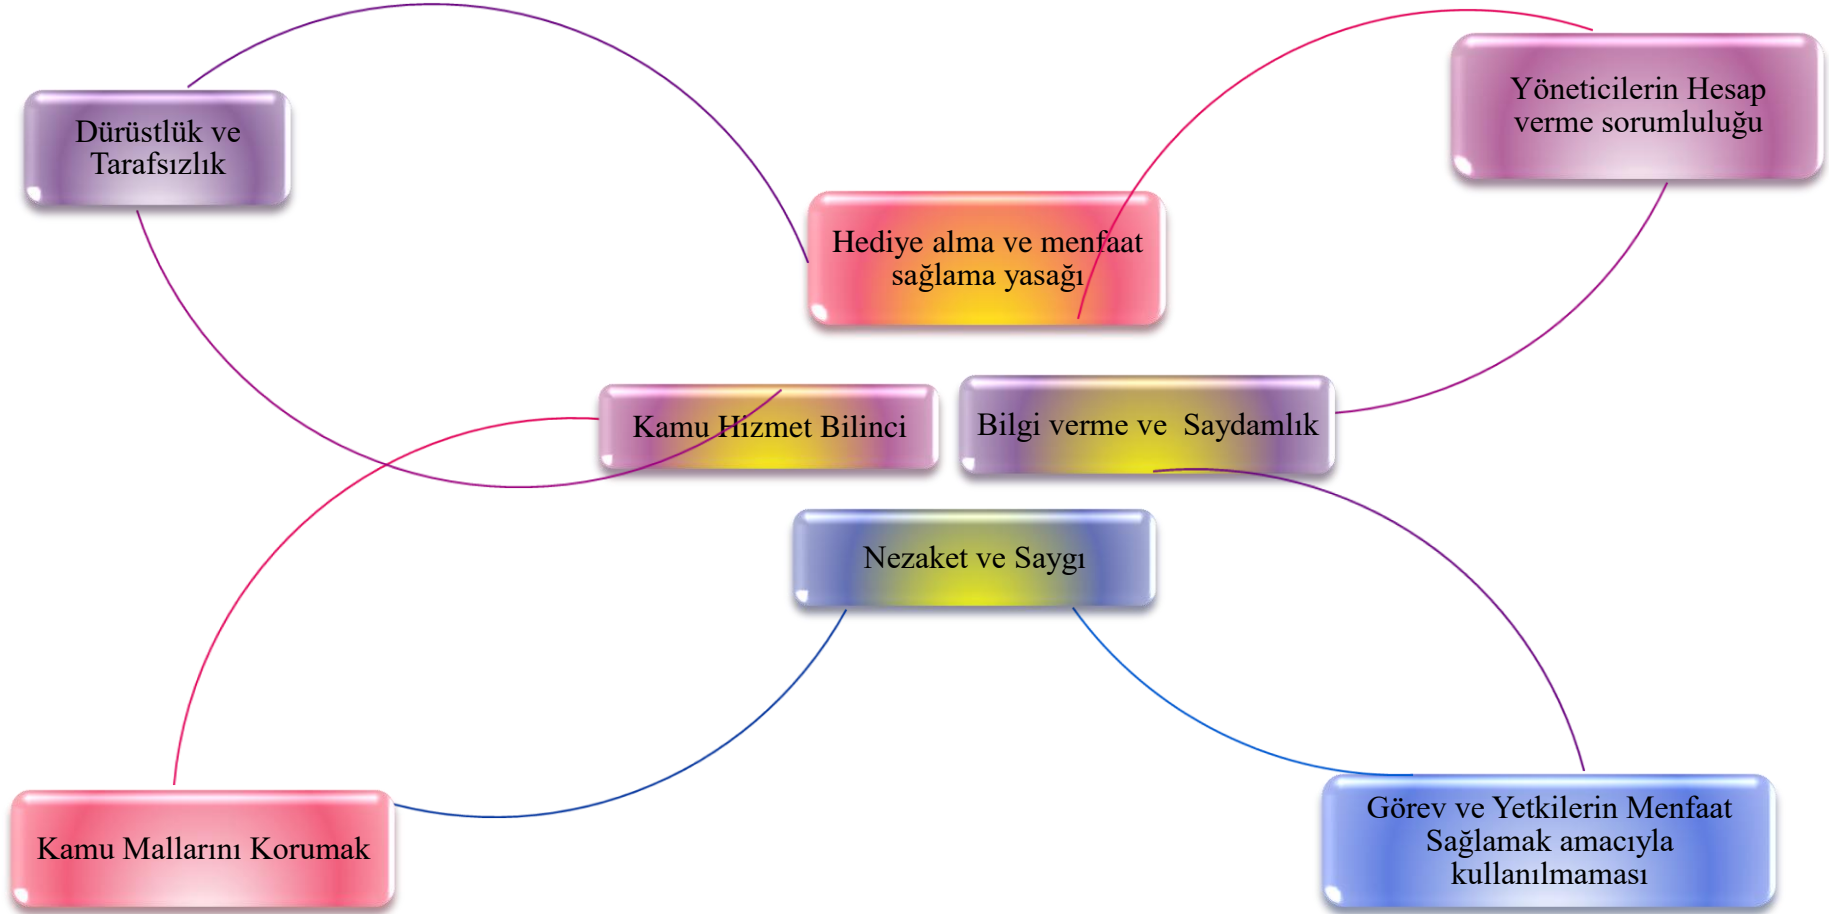 Dürüstlük ve
Tarafsızlık
Yöneticilerin Hesap
verme sorumluluğu
Hediye alma ve menfaat
sağlama yasağı
Kamu Hizmet Bilinci
Bilgi verme ve  Saydamlık
Nezaket ve Saygı
Kamu Mallarını Korumak
Görev ve Yetkilerin Menfaat
Sağlamak amacıyla
kullanılmaması